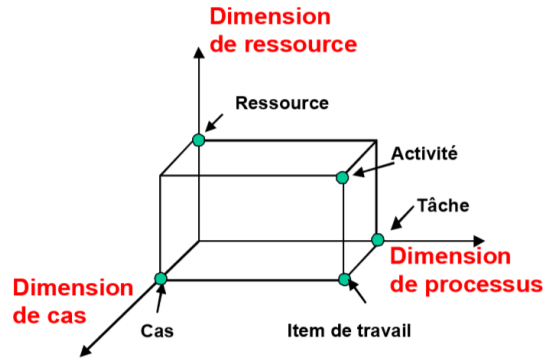 Dimension
de ressource
Ressource
Activité
Tâche
Dimension
de processus
Dimension
de cas
Cas
Item de travail